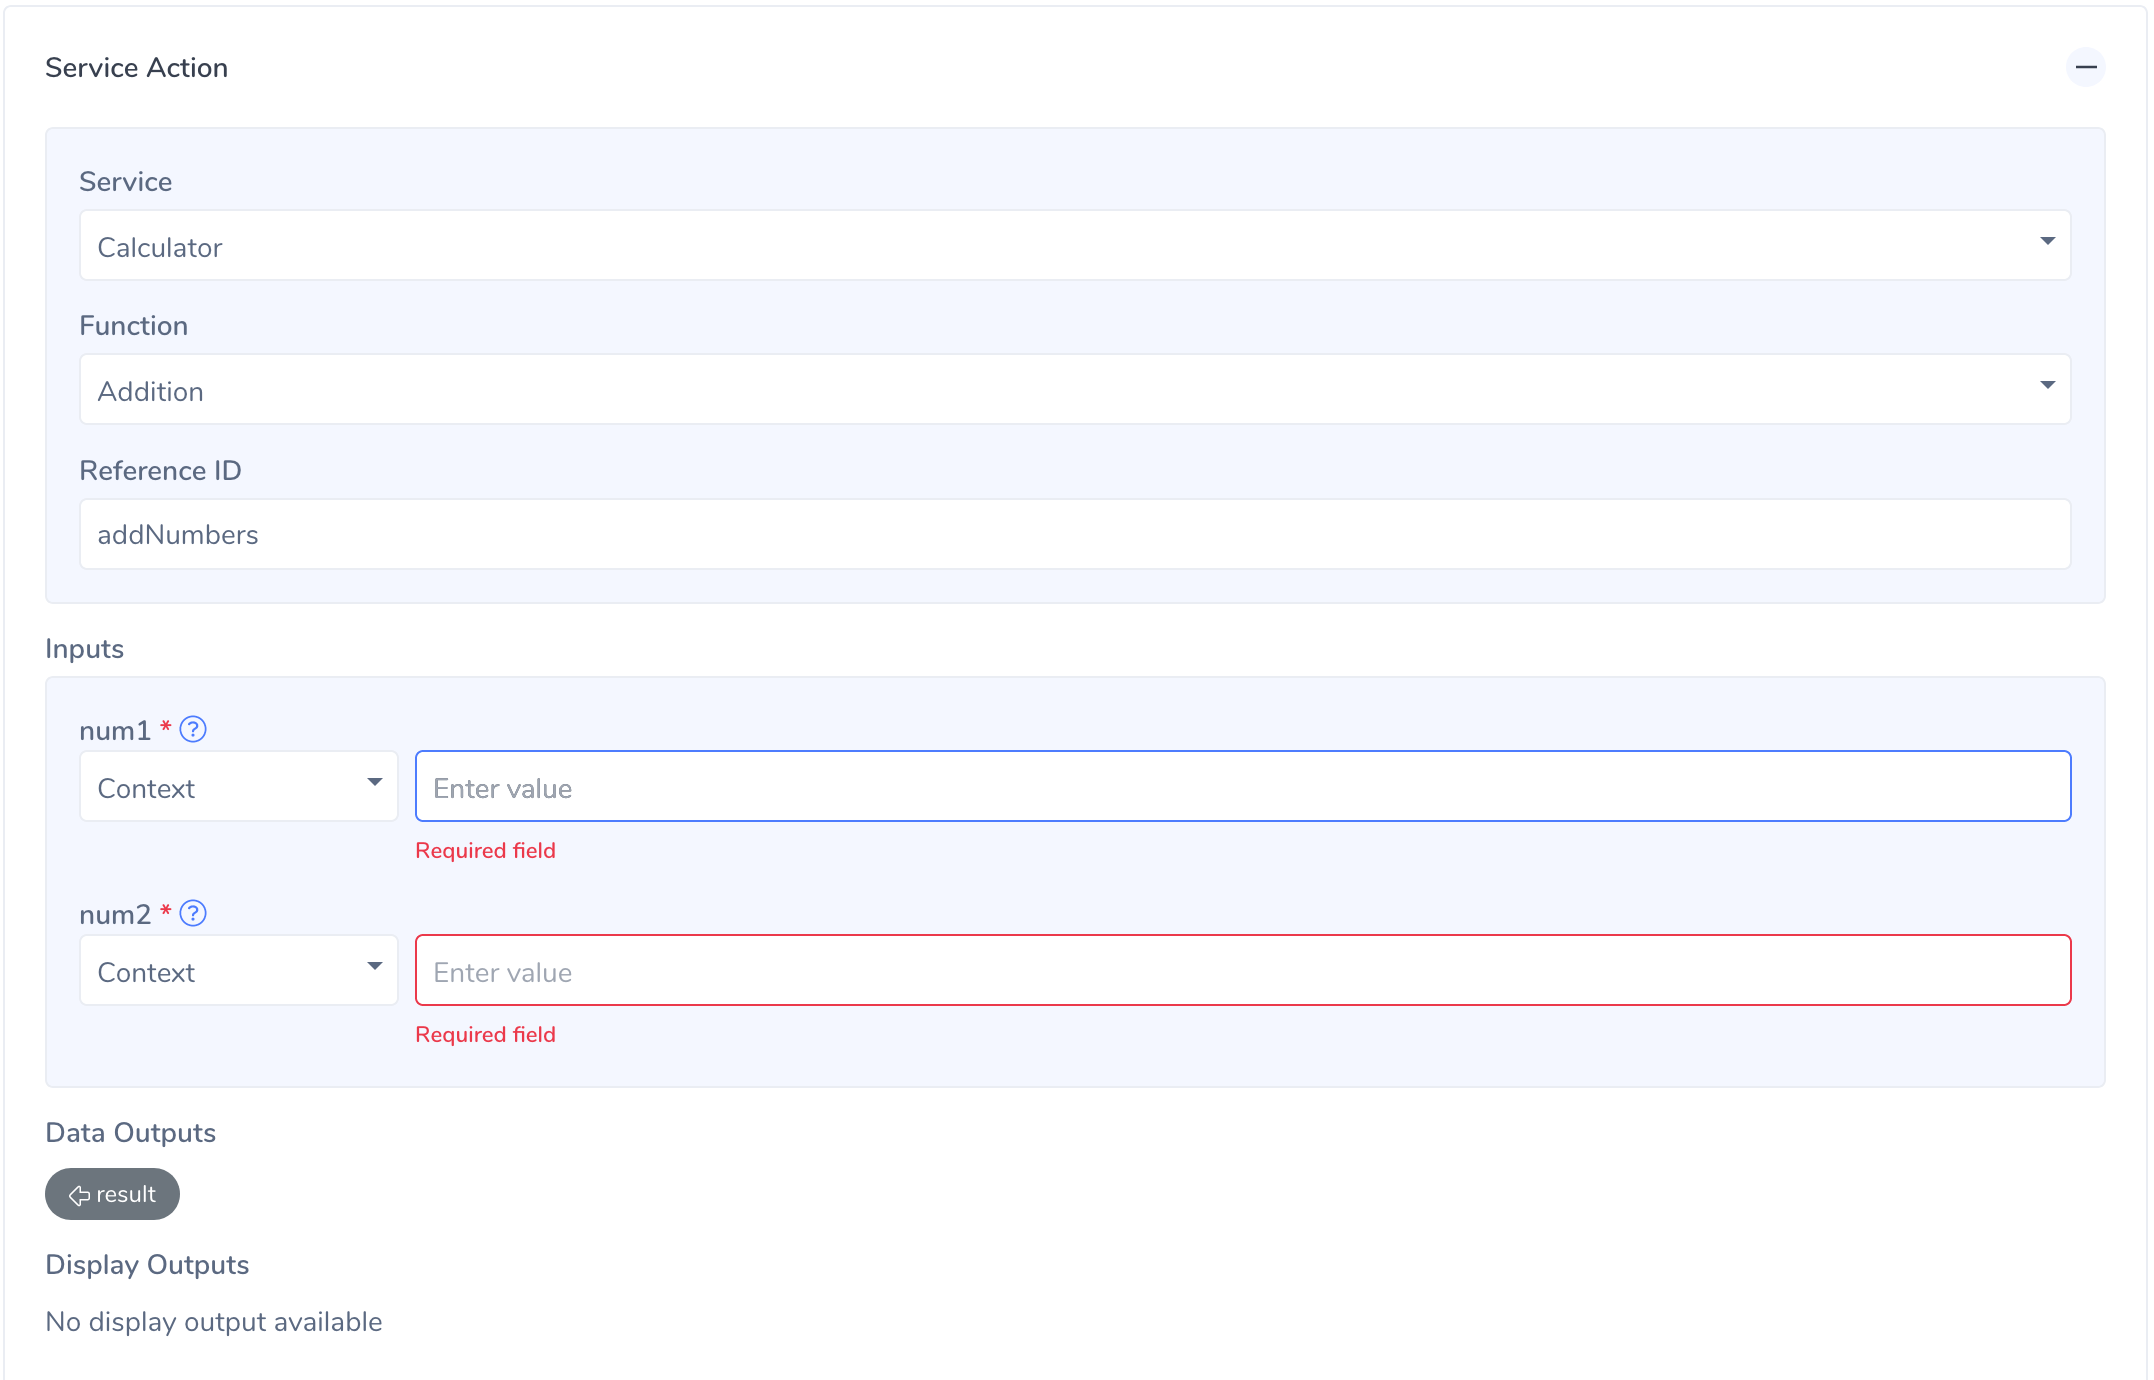 Service Action
Service
Calculator
Function
Addition
Reference ID
addNumbers
Inputs
num1 * ?
Context
Enter value
Required field
num2 * ?
Context
Enter value
Required field
Data Outputs
result
Display Outputs
No display output available